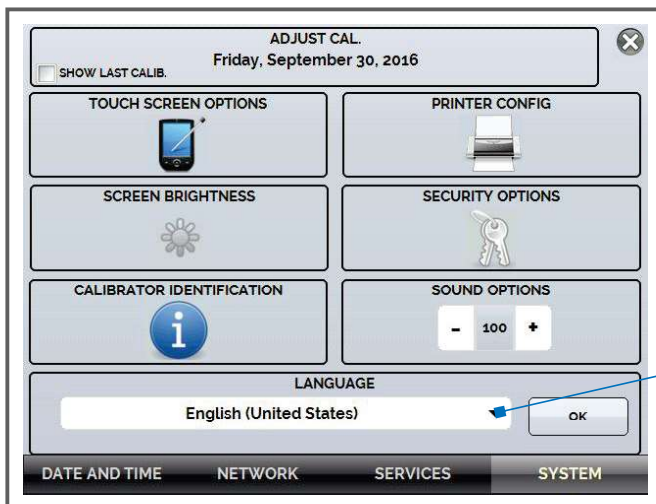 ADJUST CAL.
Friday, September 30, 2016
SHOW LAST CALIB.
TOUCH SCREEN OPTIONS
PRINTER CONFIG
SCREEN BRIGHTNESS
SECURITY OPTIONS
CALIBRATOR IDENTIFICATION
SOUND OPTIONS
- 100 +
LANGUAGE
English (United States)
OK
DATE AND TIME NETWORK SERVICES SYSTEM